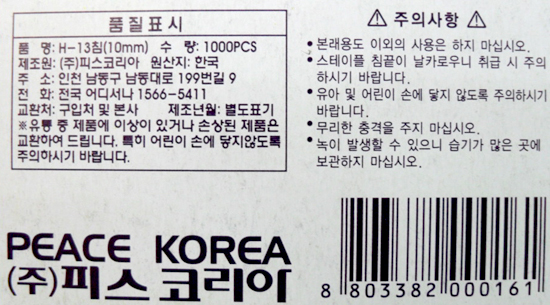 품질표시
품 명: H-13침(10mm) 수 량: 1000PCS
제조원: (주)피스코리아 원산지: 한국
주 소: 인천 남동구 남동대로 199번길 9
전 화: 전국 어디서나 1566-5411
교환처: 구입처 및 본사 제조년월: 별도표기
※유통 중 제품에 이상이 있거나 손상된 제품은
교환하여 드립니다. 특히 어린이 손에 닿지않도록
주의하시기 바랍니다.
⚠ 주의사항 ⚠
•본래용도 이외의 사용은 하지 마십시오.
•스테이플 침끝이 날카로우니 취급 시 주의
하시기 바랍니다.
•유아 및 어린이 손에 닿지 않도록 주의하시기
바랍니다.
•무리한 충격을 주지 마십시오.
•녹이 발생할 수 있으니 습기가 많은 곳에
보관하지 마십시오.
PEACE KOREA
(주)피스코리아
8 803382 000161